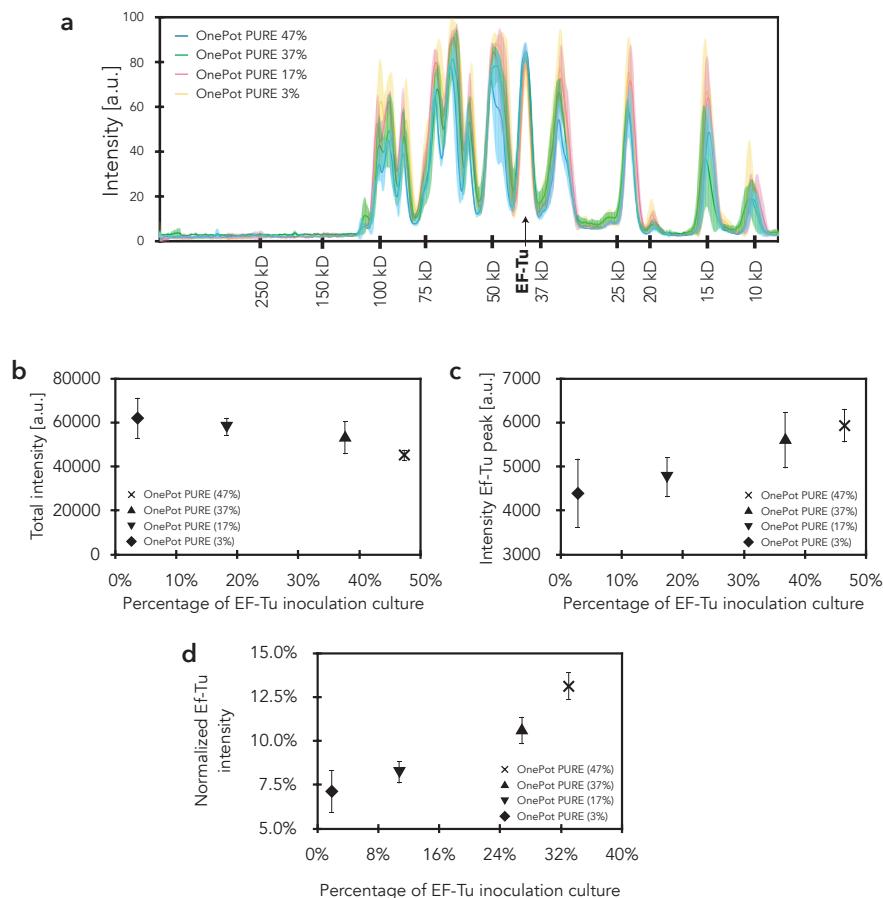 a
100
80
60
40
20
0
Intensity [a.u.]
OnePot PURE 47%
OnePot PURE 37%
OnePot PURE 17%
OnePot PURE 3%
250 kD
150 kD
100 kD
75 kD
50 kD
EF-Tu
37 kD
25 kD
20 kD
15 kD
10 kD
b
80000
60000
40000
20000
0
Total intensity [a.u.]
OnePot PURE (47%)
OnePot PURE (37%)
OnePot PURE (17%)
OnePot PURE (3%)
0% 10% 20% 30% 40% 50%
Percentage of EF-Tu inoculation culture
c
7000
6000
5000
4000
3000
Intensity Ef-Tu peak [a.u.]
OnePot PURE (47%)
OnePot PURE (37%)
OnePot PURE (17%)
OnePot PURE (3%)
0% 10% 20% 30% 40% 50%
Percentage of EF-Tu inoculation culture
d
15.0%
12.5%
10.0%
7.5%
5.0%
Normalized Ef-Tu
intensity
OnePot PURE (47%)
OnePot PURE (37%)
OnePot PURE (17%)
OnePot PURE (3%)
0% 8% 16% 24% 32% 40%
Percentage of EF-Tu inoculation culture